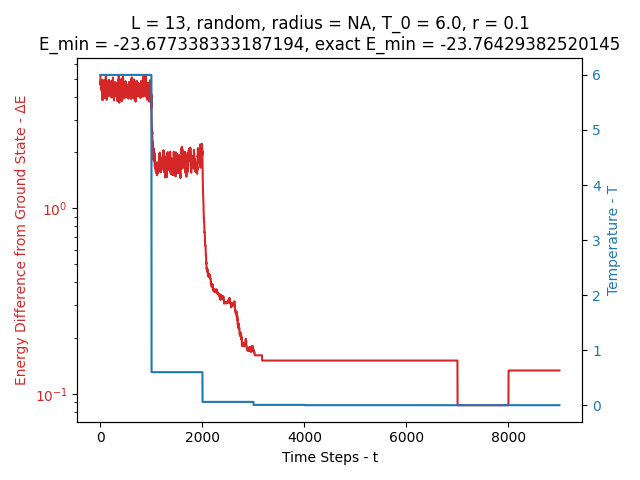 L = 13, random, radius = NA, T_0 = 6.0, r = 0.1
E_min = -23.677338333187194, exact E_min = -23.76429382520145
Energy Difference from Ground State - ΔE
10⁰
10⁻¹
6
5
4
3
2
1
0
Temperature - T
0 2000 4000 6000 8000
Time Steps - t